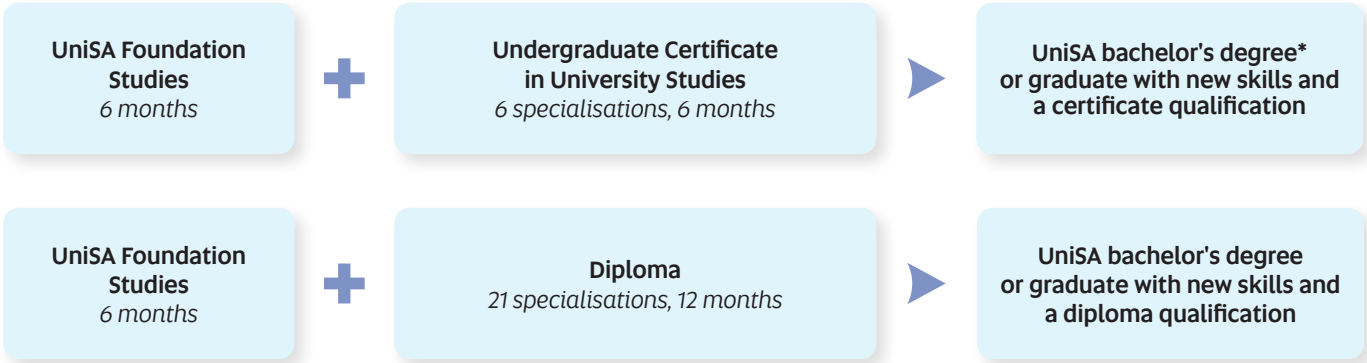 UniSA Foundation
Studies
6 months
Undergraduate Certificate
in University Studies
6 specialisations, 6 months
UniSA bachelor's degree*
or graduate with new skills and
a certificate qualification
UniSA Foundation
Studies
6 months
Diploma
21 specialisations, 12 months
UniSA bachelor's degree
or graduate with new skills and
a diploma qualification